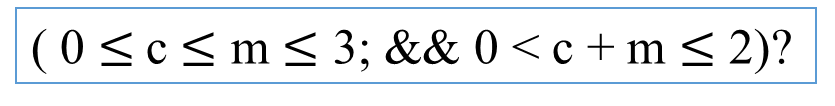 ( 0 ≤ c ≤ m ≤ 3; && 0 < c + m ≤ 2)?